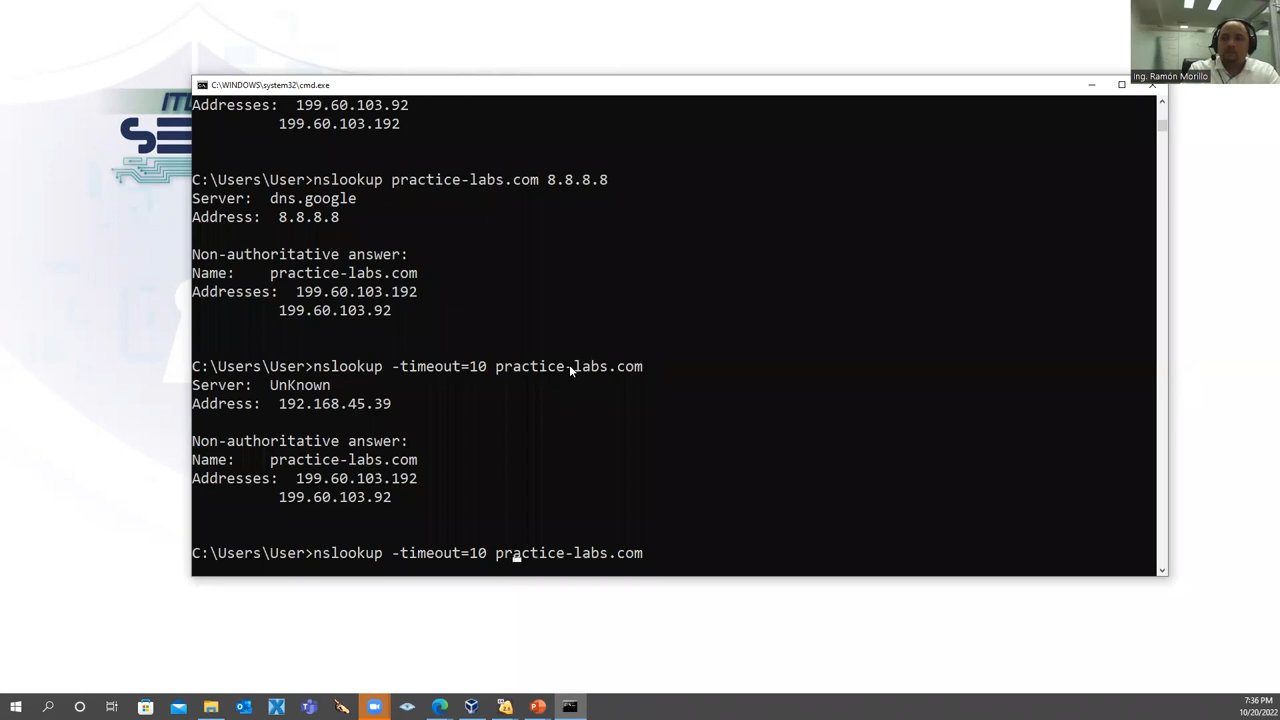 Ing. Ramón Morillo
C:\WINDOWS\system32\cmd.exe
Addresses:  199.60.103.92
199.60.103.192
C:\Users\User>nslookup practice-labs.com 8.8.8.8
Server:  dns.google
Address:  8.8.8.8
Non-authoritative answer:
Name:    practice-labs.com
Addresses:  199.60.103.192
199.60.103.92
C:\Users\User>nslookup -timeout=10 practice-labs.com
Server:  UnKnown
Address:  192.168.45.39
Non-authoritative answer:
Name:    practice-labs.com
Addresses:  199.60.103.192
199.60.103.92
C:\Users\User>nslookup -timeout=10 practice-labs.com
7:36 PM
10/20/2022